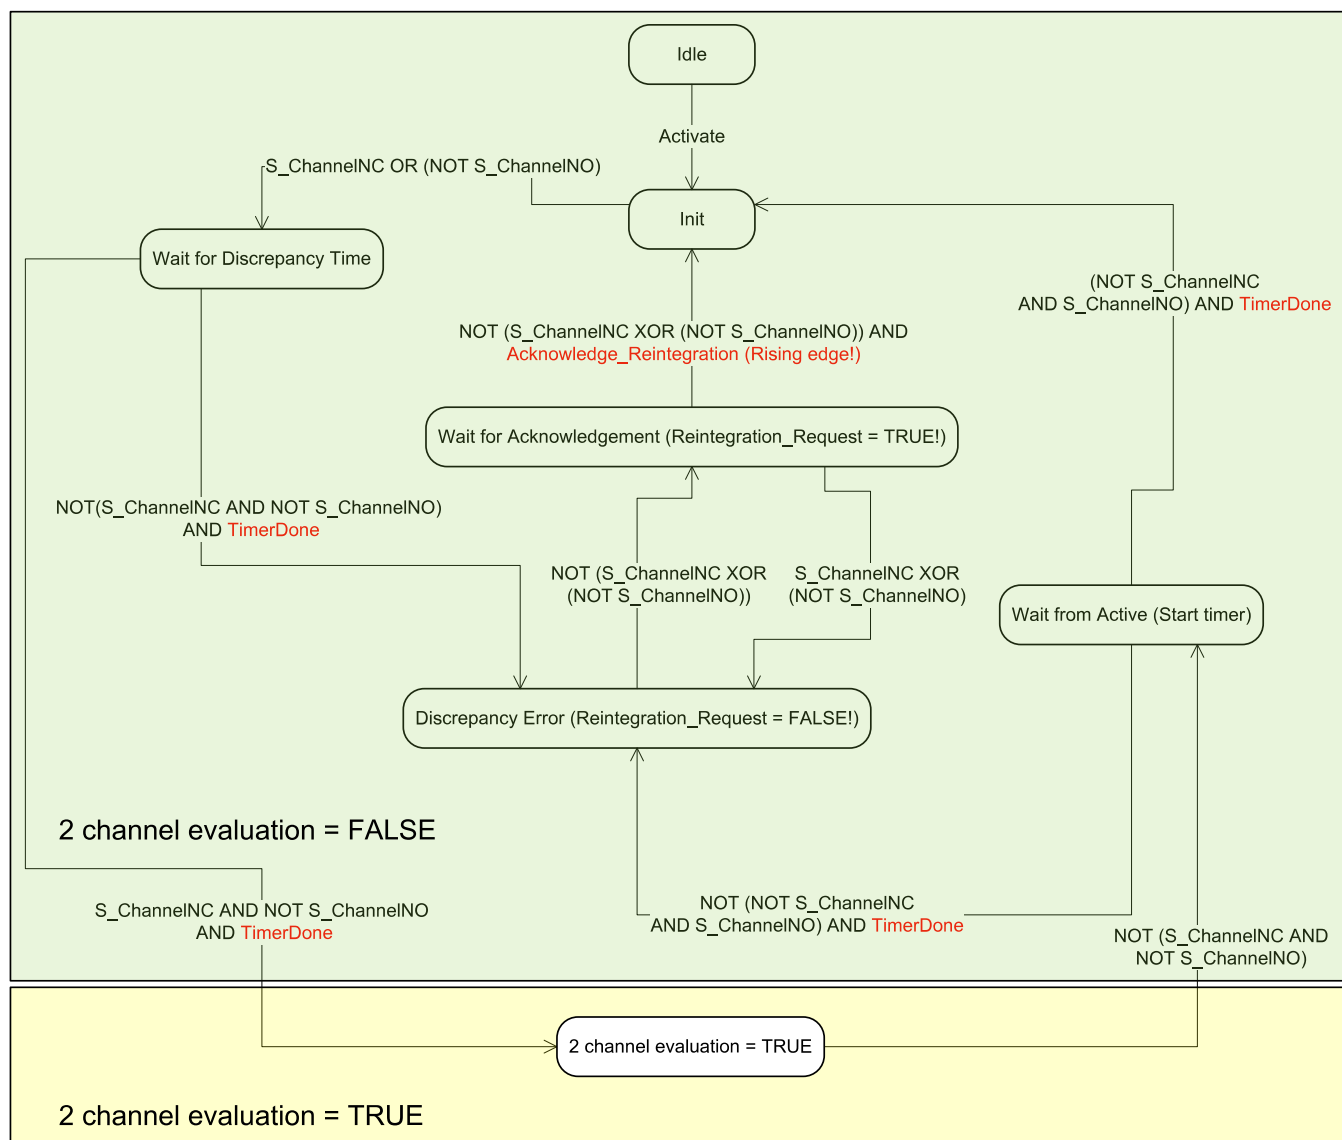 Idle
Activate
S_ChannelNC OR (NOT S_ChannelNO)
Init
Wait for Discrepancy Time
(NOT S_ChannelNC
AND S_ChannelNO) AND TimerDone
NOT (S_ChannelNC XOR (NOT S_ChannelNO)) AND
Acknowledge_Reintegration (Rising edge!)
Wait for Acknowledgement (Reintegration_Request = TRUE!)
NOT(S_ChannelNC AND NOT S_ChannelNO)
AND TimerDone
NOT (S_ChannelNC XOR
(NOT S_ChannelNO))
S_ChannelNC XOR
(NOT S_ChannelNO)
Wait from Active (Start timer)
Discrepancy Error (Reintegration_Request = FALSE!)
2 channel evaluation = FALSE
S_ChannelNC AND NOT S_ChannelNO
AND TimerDone
NOT (NOT S_ChannelNC
AND S_ChannelNO) AND TimerDone
NOT (S_ChannelNC AND
NOT S_ChannelNO)
2 channel evaluation = TRUE
2 channel evaluation = TRUE